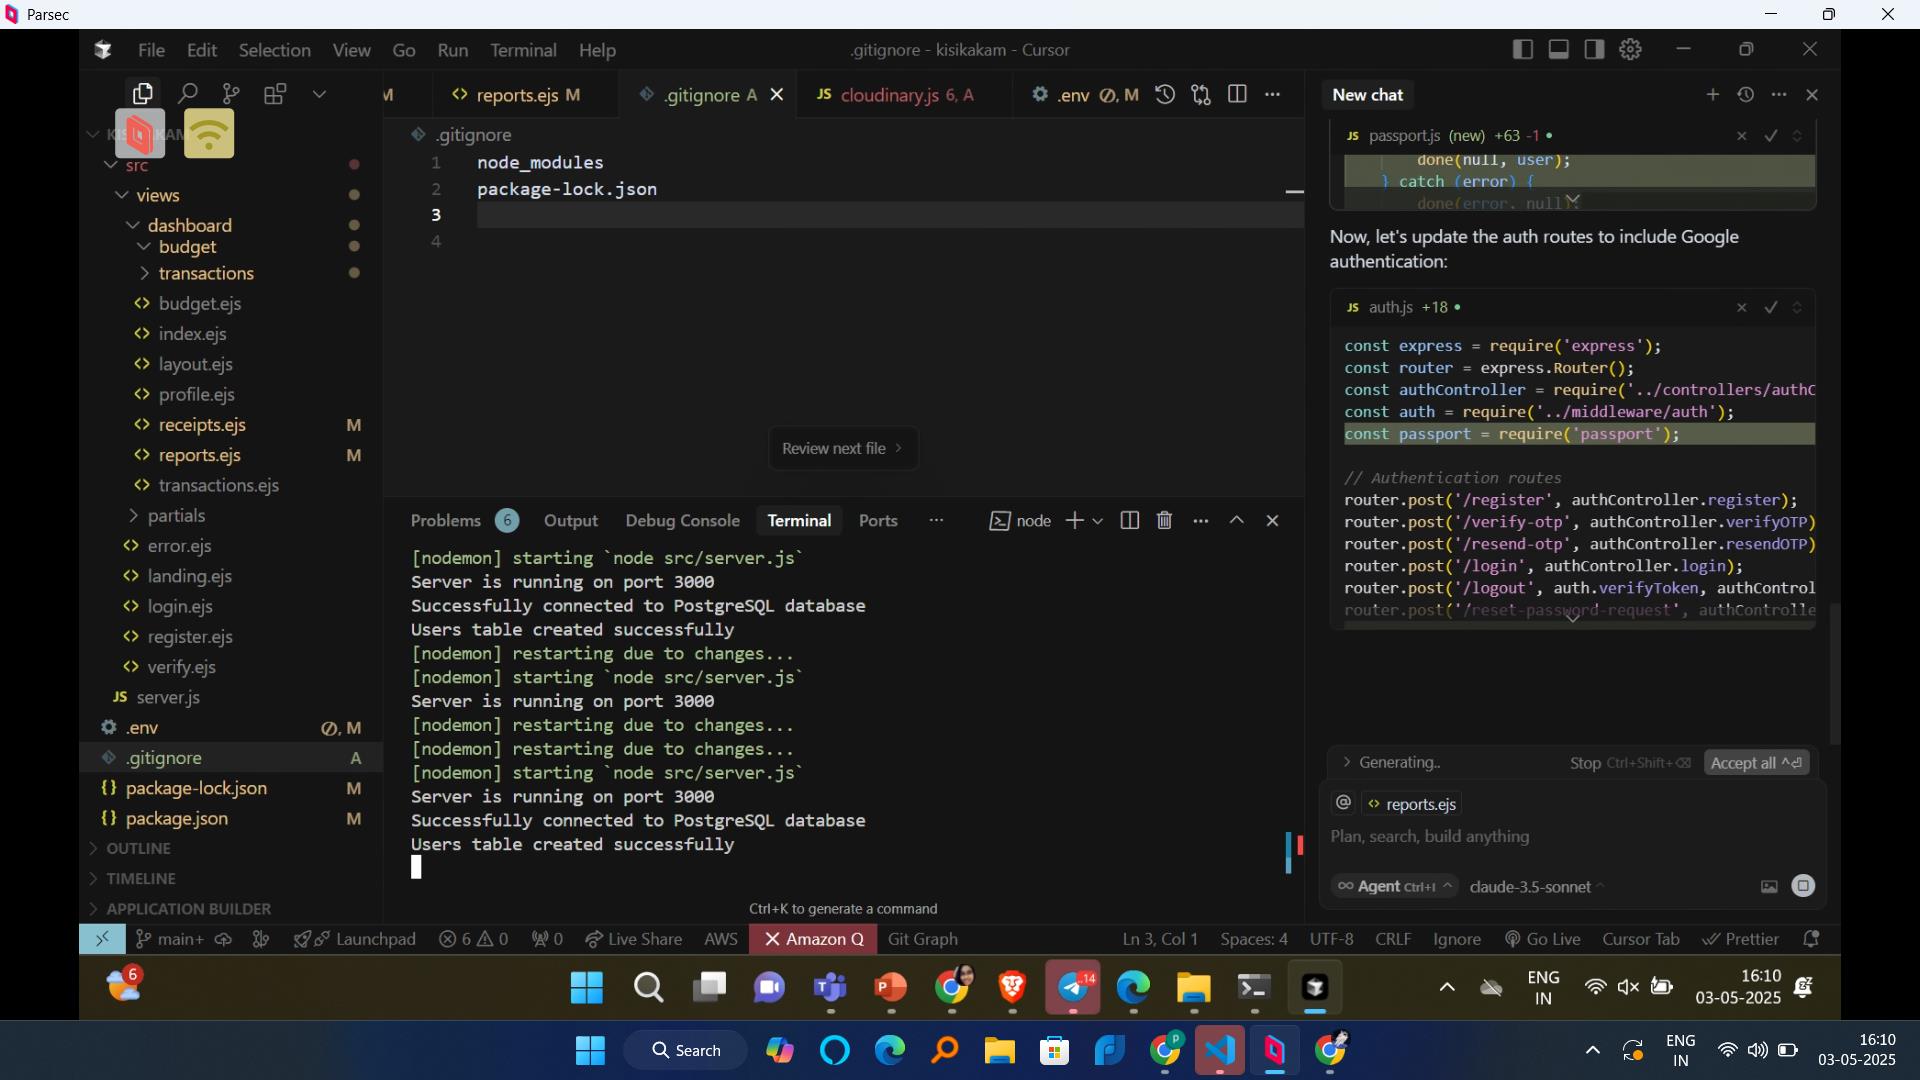 Parsec
File Edit Selection View Go Run Terminal Help
.gitignore - kisikakam - Cursor
M
reports.ejs M
.gitignore A
JS cloudinary.js 6, A
.env M
src
views
dashboard
budget
transactions
budget.ejs
index.ejs
layout.ejs
profile.ejs
receipts.ejs M
reports.ejs M
transactions.ejs
partials
error.ejs
landing.ejs
login.ejs
register.ejs
verify.ejs
JS server.js
.env M
.gitignore A
{} package-lock.json M
{} package.json M
OUTLINE
TIMELINE
APPLICATION BUILDER
.gitignore
1 node_modules
2 package-lock.json
3
4
Review next file >
Problems 6 Output Debug Console Terminal Ports ... node
[nodemon] starting `node src/server.js`
Server is running on port 3000
Successfully connected to PostgreSQL database
Users table created successfully
[nodemon] restarting due to changes...
[nodemon] starting `node src/server.js`
Server is running on port 3000
[nodemon] restarting due to changes...
[nodemon] restarting due to changes...
[nodemon] starting `node src/server.js`
Server is running on port 3000
Successfully connected to PostgreSQL database
Users table created successfully
Ctrl+K to generate a command
New chat
JS passport.js (new) +63 -1 •
done(null, user);
} catch (error) {
done(error, null);
Now, let's update the auth routes to include Google
authentication:
JS auth.js +18 •
const express = require('express');
const router = express.Router();
const authController = require('../controllers/authC
const auth = require('../middleware/auth');
const passport = require('passport');
// Authentication routes
router.post('/register', authController.register);
router.post('/verify-otp', authController.verifyOTP)
router.post('/resend-otp', authController.resendOTP)
router.post('/login', authController.login);
router.post('/logout', auth.verifyToken, authControl
router.post('/reset-password-request', authControlle
> Generating.. Stop Ctrl+Shift+⌫ Accept all ^⏎
@ <> reports.ejs
Plan, search, build anything
∞ Agent Ctrl+I claude-3.5-sonnet
main+ Launchpad 6 0 0 Live Share AWS Amazon Q Git Graph
Ln 3, Col 1 Spaces: 4 UTF-8 CRLF Ignore Go Live Cursor Tab Prettier
6
14
ENG
IN
16:10
03-05-2025
Search
P
ENG
IN
16:10
03-05-2025